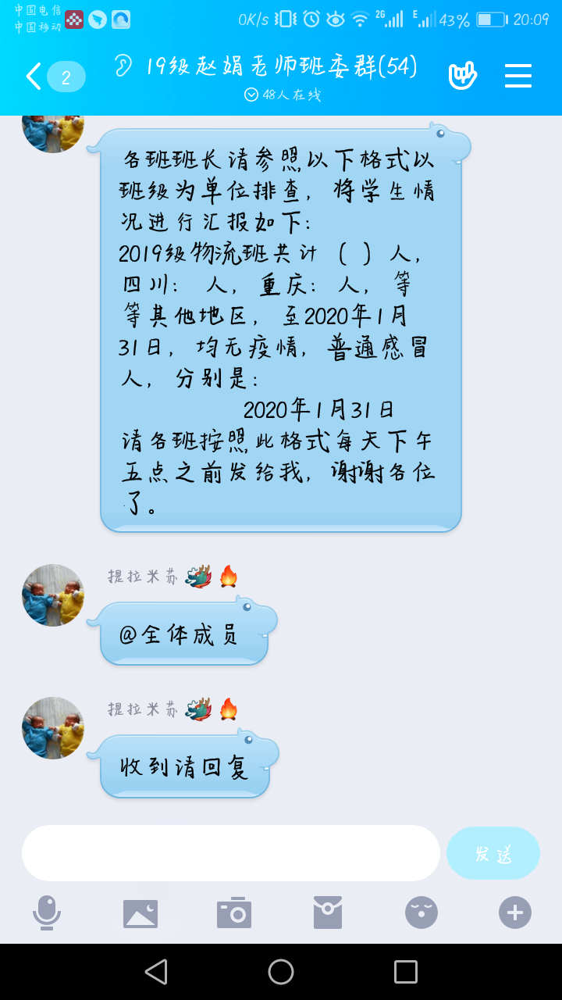 中国电信
中国移动
0K/s
2G
E
43%
20:09
2
19级赵娟老师班委群(54)
48人在线
各班班长请参照以下格式以
班级为单位排查，将学生情
况进行汇报如下：
2019级物流班共计（ ）人，
四川： 人，重庆： 人，等
等其他地区，至2020年1月
31日，均无疫情，普通感冒
人，分别是：
2020年1月31日
请各班按照此格式每天下午
五点之前发给我，谢谢各位
了。
提拉米苏🐲🔥
@全体成员
提拉米苏🐲🔥
收到请回复
发送